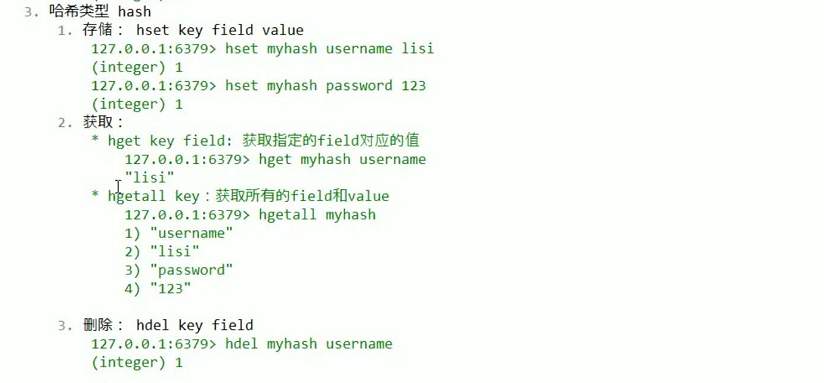 3. 哈希类型 hash
1. 存储： hset key field value
127.0.0.1:6379> hset myhash username lisi
(integer) 1
127.0.0.1:6379> hset myhash password 123
(integer) 1
2. 获取：
* hget key field: 获取指定的field对应的值
127.0.0.1:6379> hget myhash username
"lisi"
* hgetall key：获取所有的field和value
127.0.0.1:6379> hgetall myhash
1) "username"
2) "lisi"
3) "password"
4) "123"
3. 删除： hdel key field
127.0.0.1:6379> hdel myhash username
(integer) 1